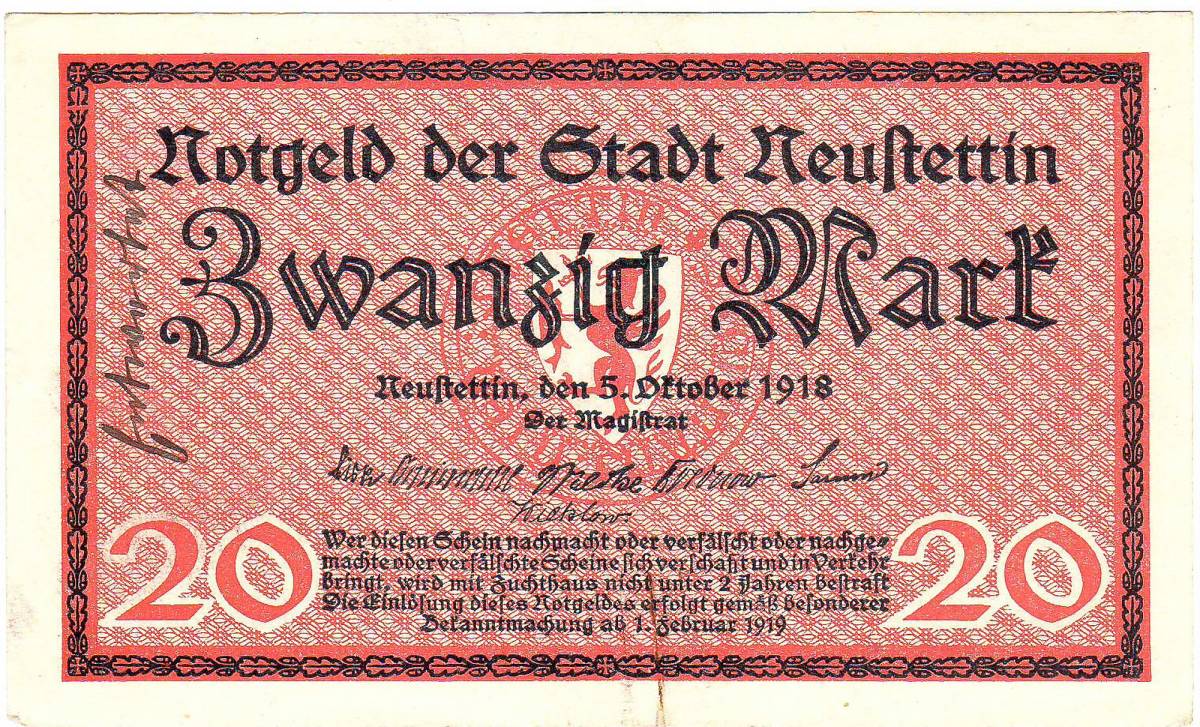 Notgeld der Stadt Neustettin
Zwanzig Mark
Neustettin, den 5. Oktober 1918
Der Magistrat
20
Wer diesen Schein nachmacht oder verfälscht oder nachge-
machte oder verfälschte Scheine sich verschafft und in Verkehr
bringt, wird mit Zuchthaus nicht unter 2 Jahren bestraft
Die Einlösung dieses Notgeldes erfolgt gemäß besonderer
Bekanntmachung ab 1. Februar 1919
20